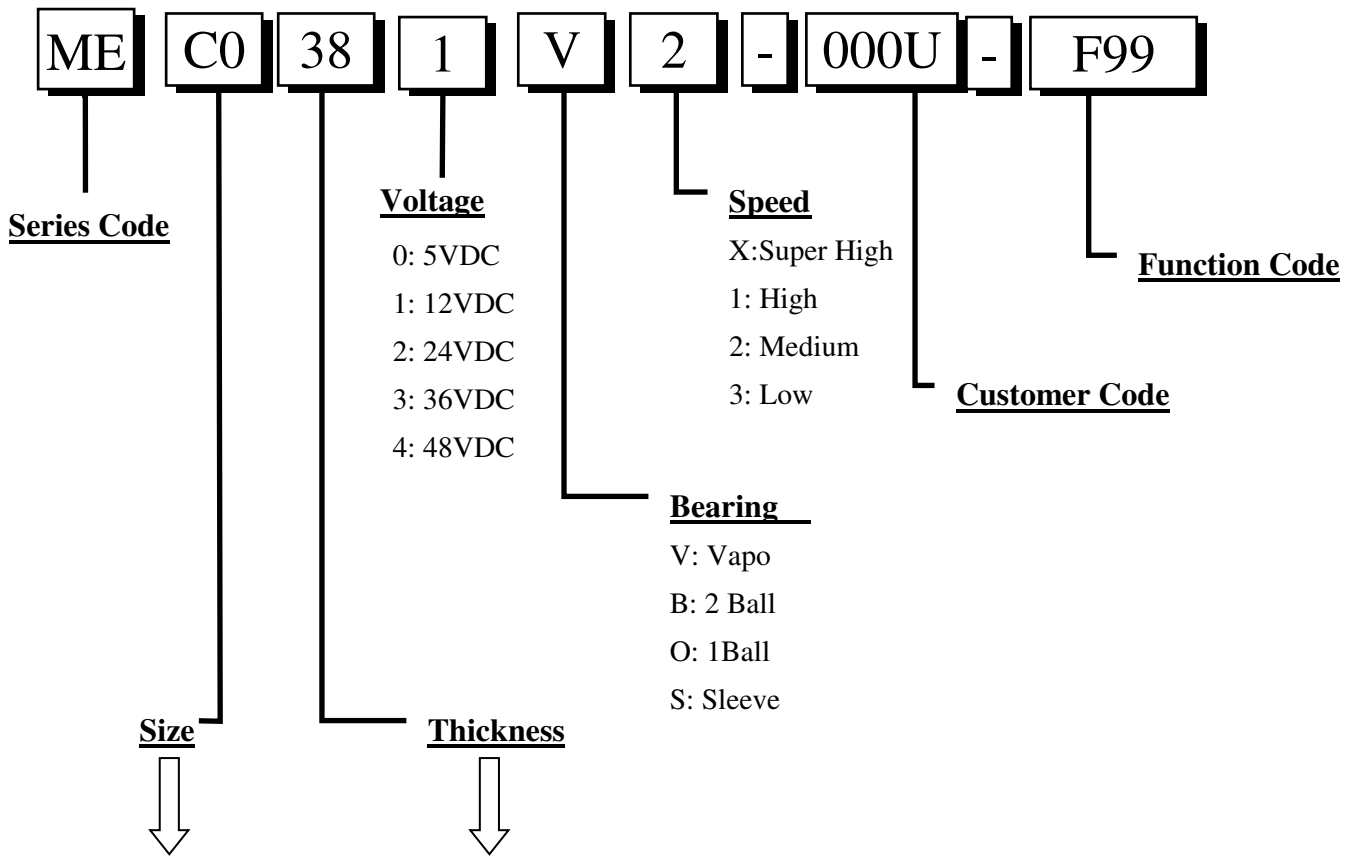 ME C0 38 1 V 2 - 000U - F99
Series Code
Voltage
0: 5VDC
1: 12VDC
2: 24VDC
3: 36VDC
4: 48VDC
Speed
X:Super High
1: High
2: Medium
3: Low
Function Code
Customer Code
Bearing
V: Vapo
B: 2 Ball
O: 1Ball
S: Sleeve
Size
Thickness